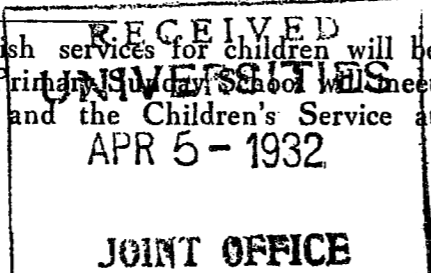 RECEIVED
ish services for children will be
Primary Sunday School will meet
UNIVERSITIES
and the Children's Service at
APR 5 - 1932
JOINT OFFICE